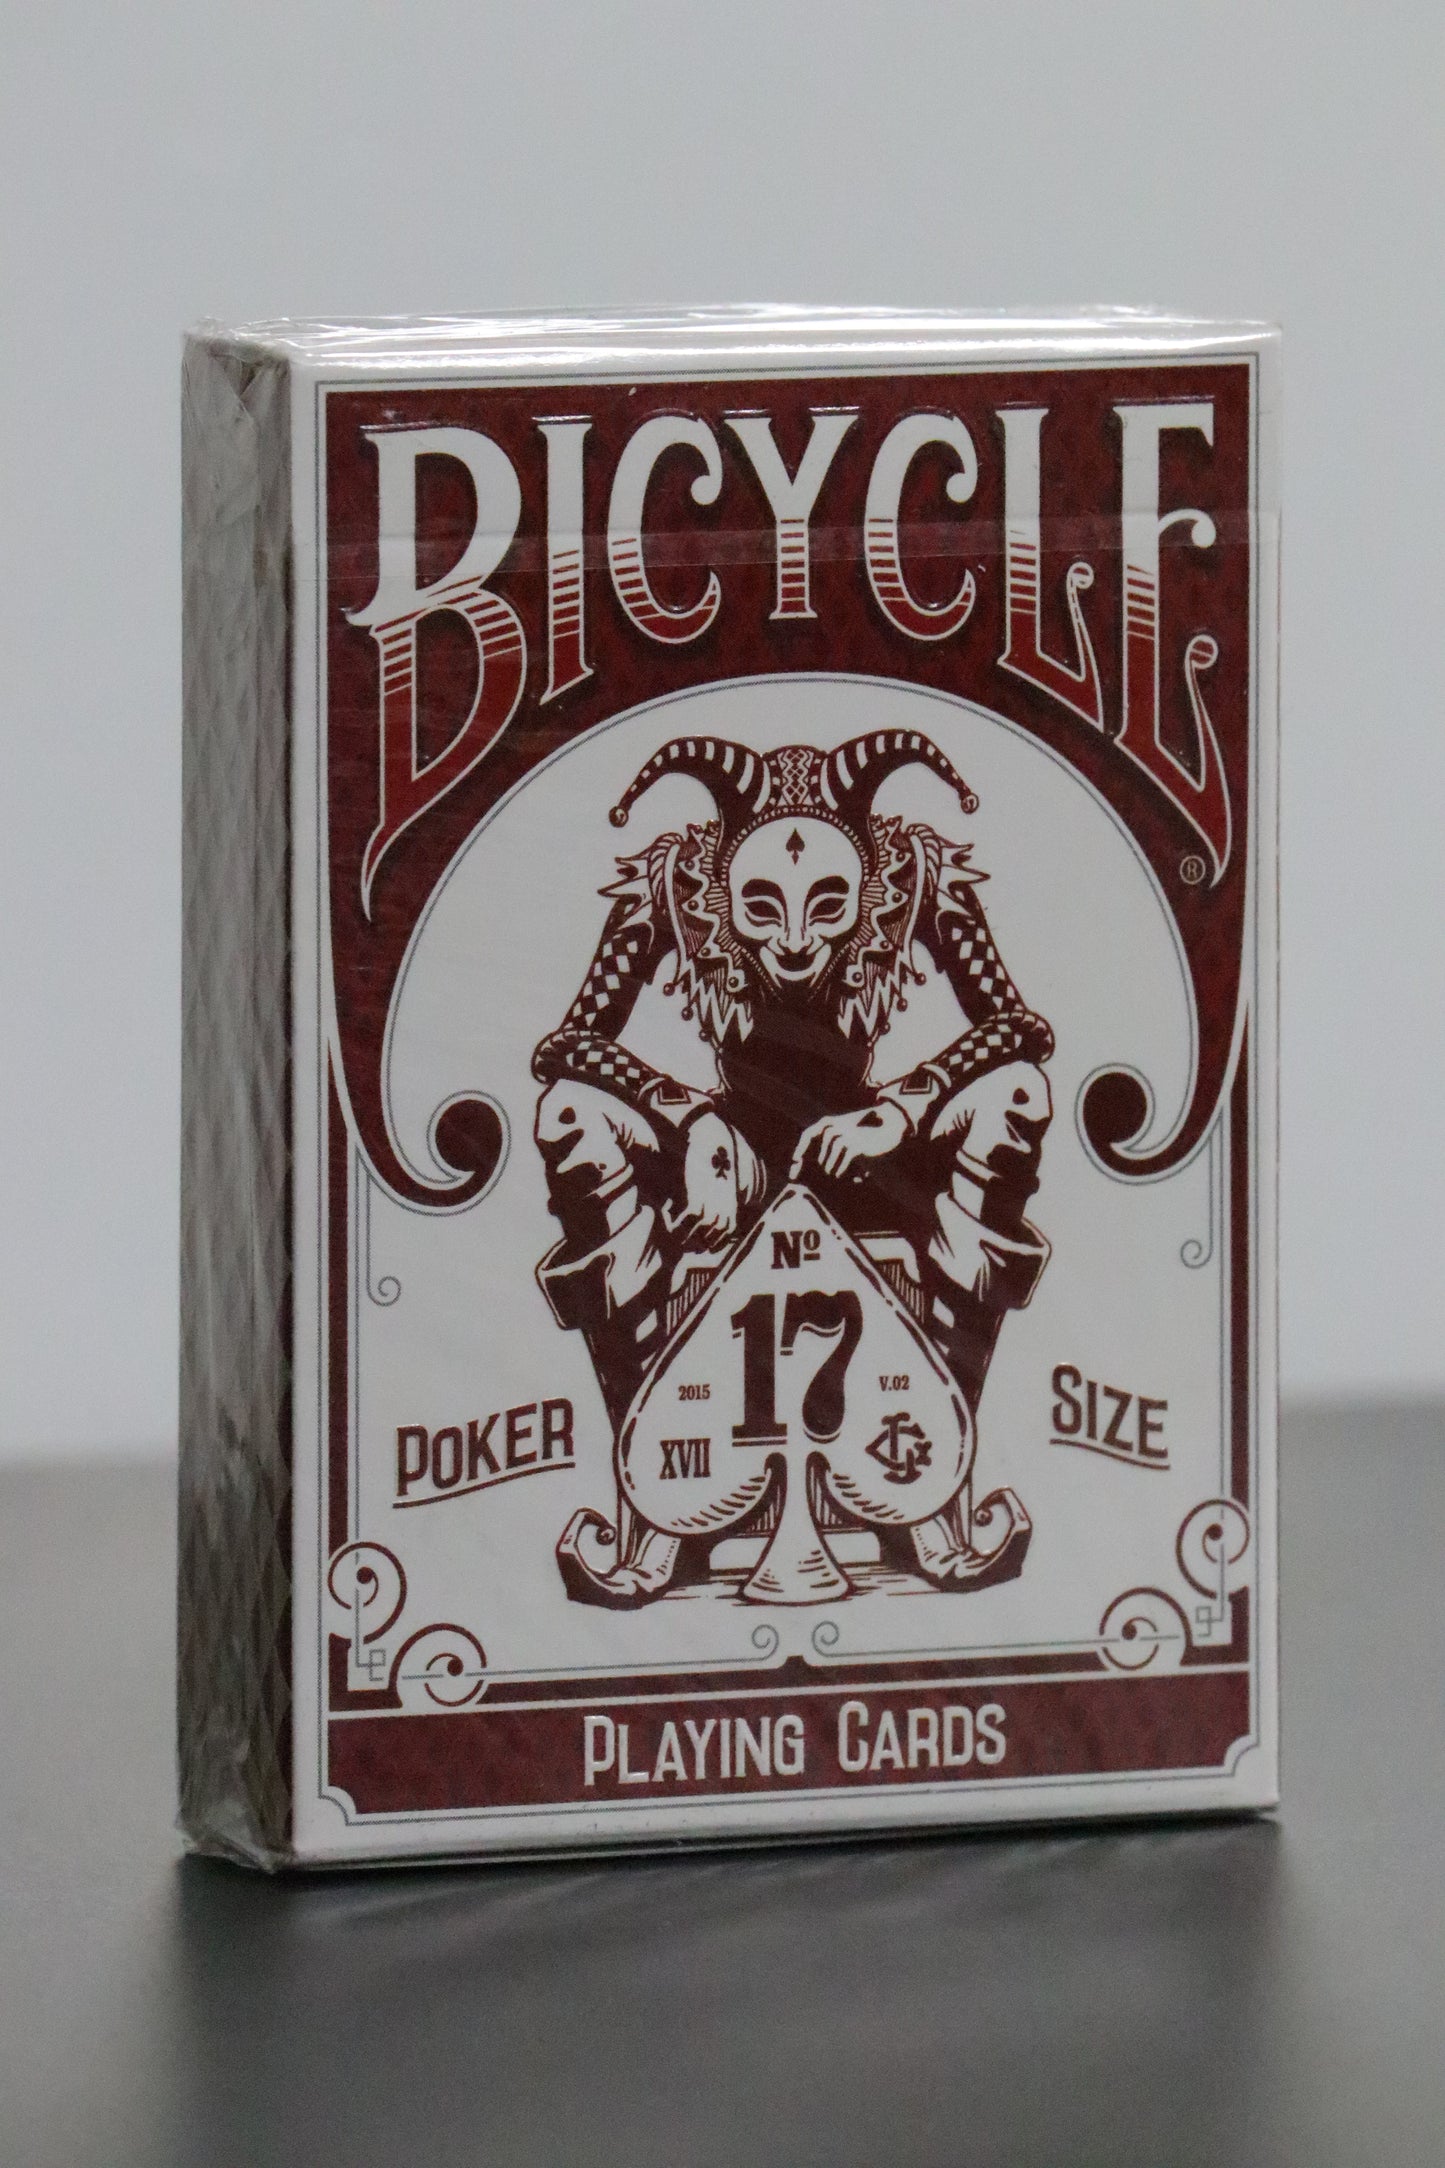 BICYCLE
®
Nº
17
2015
V.02
XVII
POKER
SIZE
PLAYING CARDS